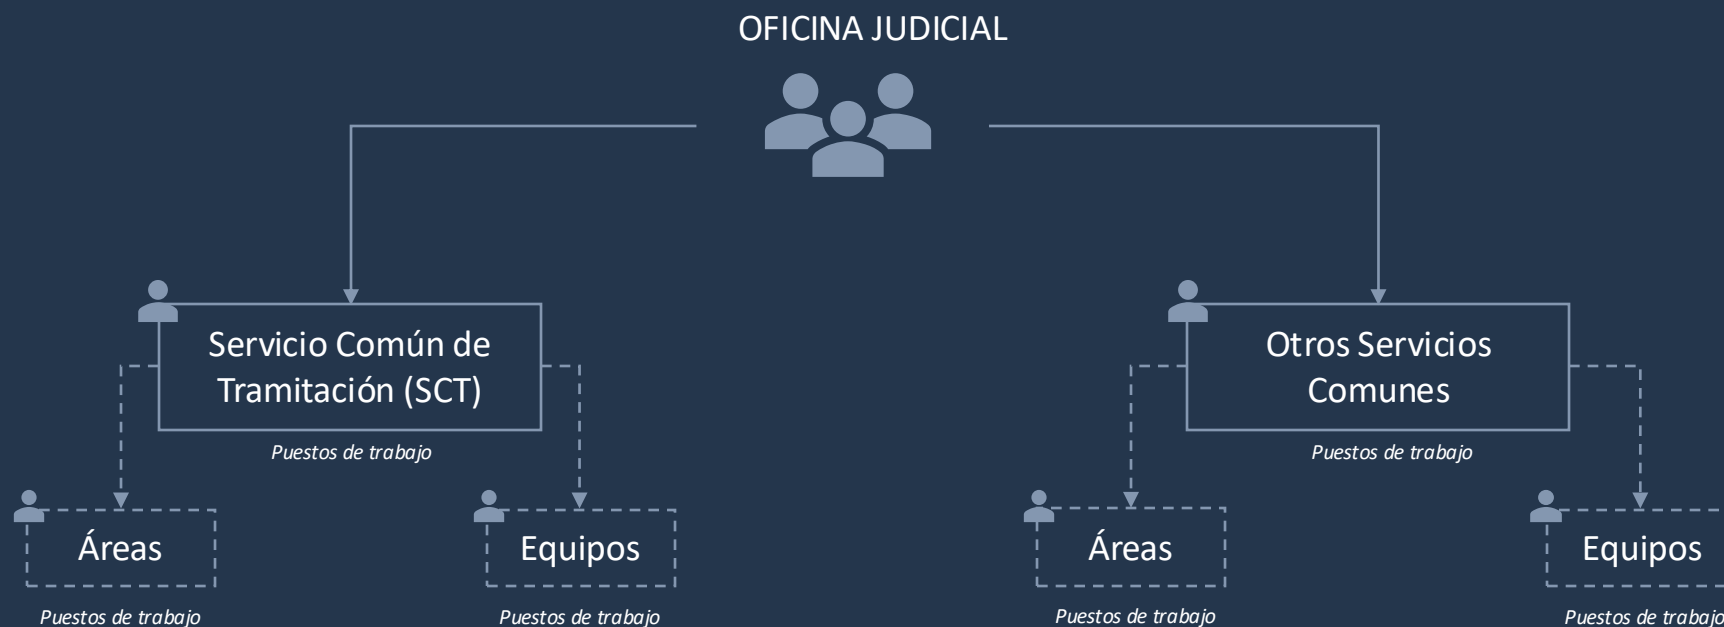 OFICINA JUDICIAL
Servicio Común de
Tramitación (SCT)
Otros Servicios
Comunes
Puestos de trabajo
Puestos de trabajo
Áreas
Equipos
Áreas
Equipos
Puestos de trabajo
Puestos de trabajo
Puestos de trabajo
Puestos de trabajo